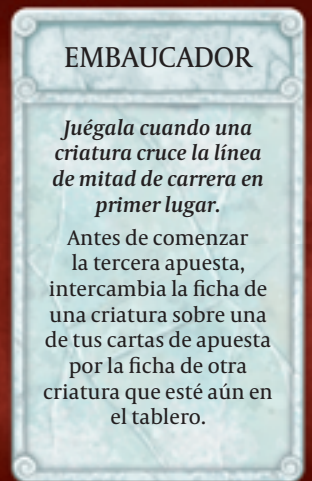 EMBAUCADOR
Juégala cuando una
criatura cruce la línea
de mitad de carrera en
primer lugar.
Antes de comenzar
la tercera apuesta,
intercambia la ficha de
una criatura sobre una
de tus cartas de apuesta
por la ficha de otra
criatura que esté aún en
el tablero.